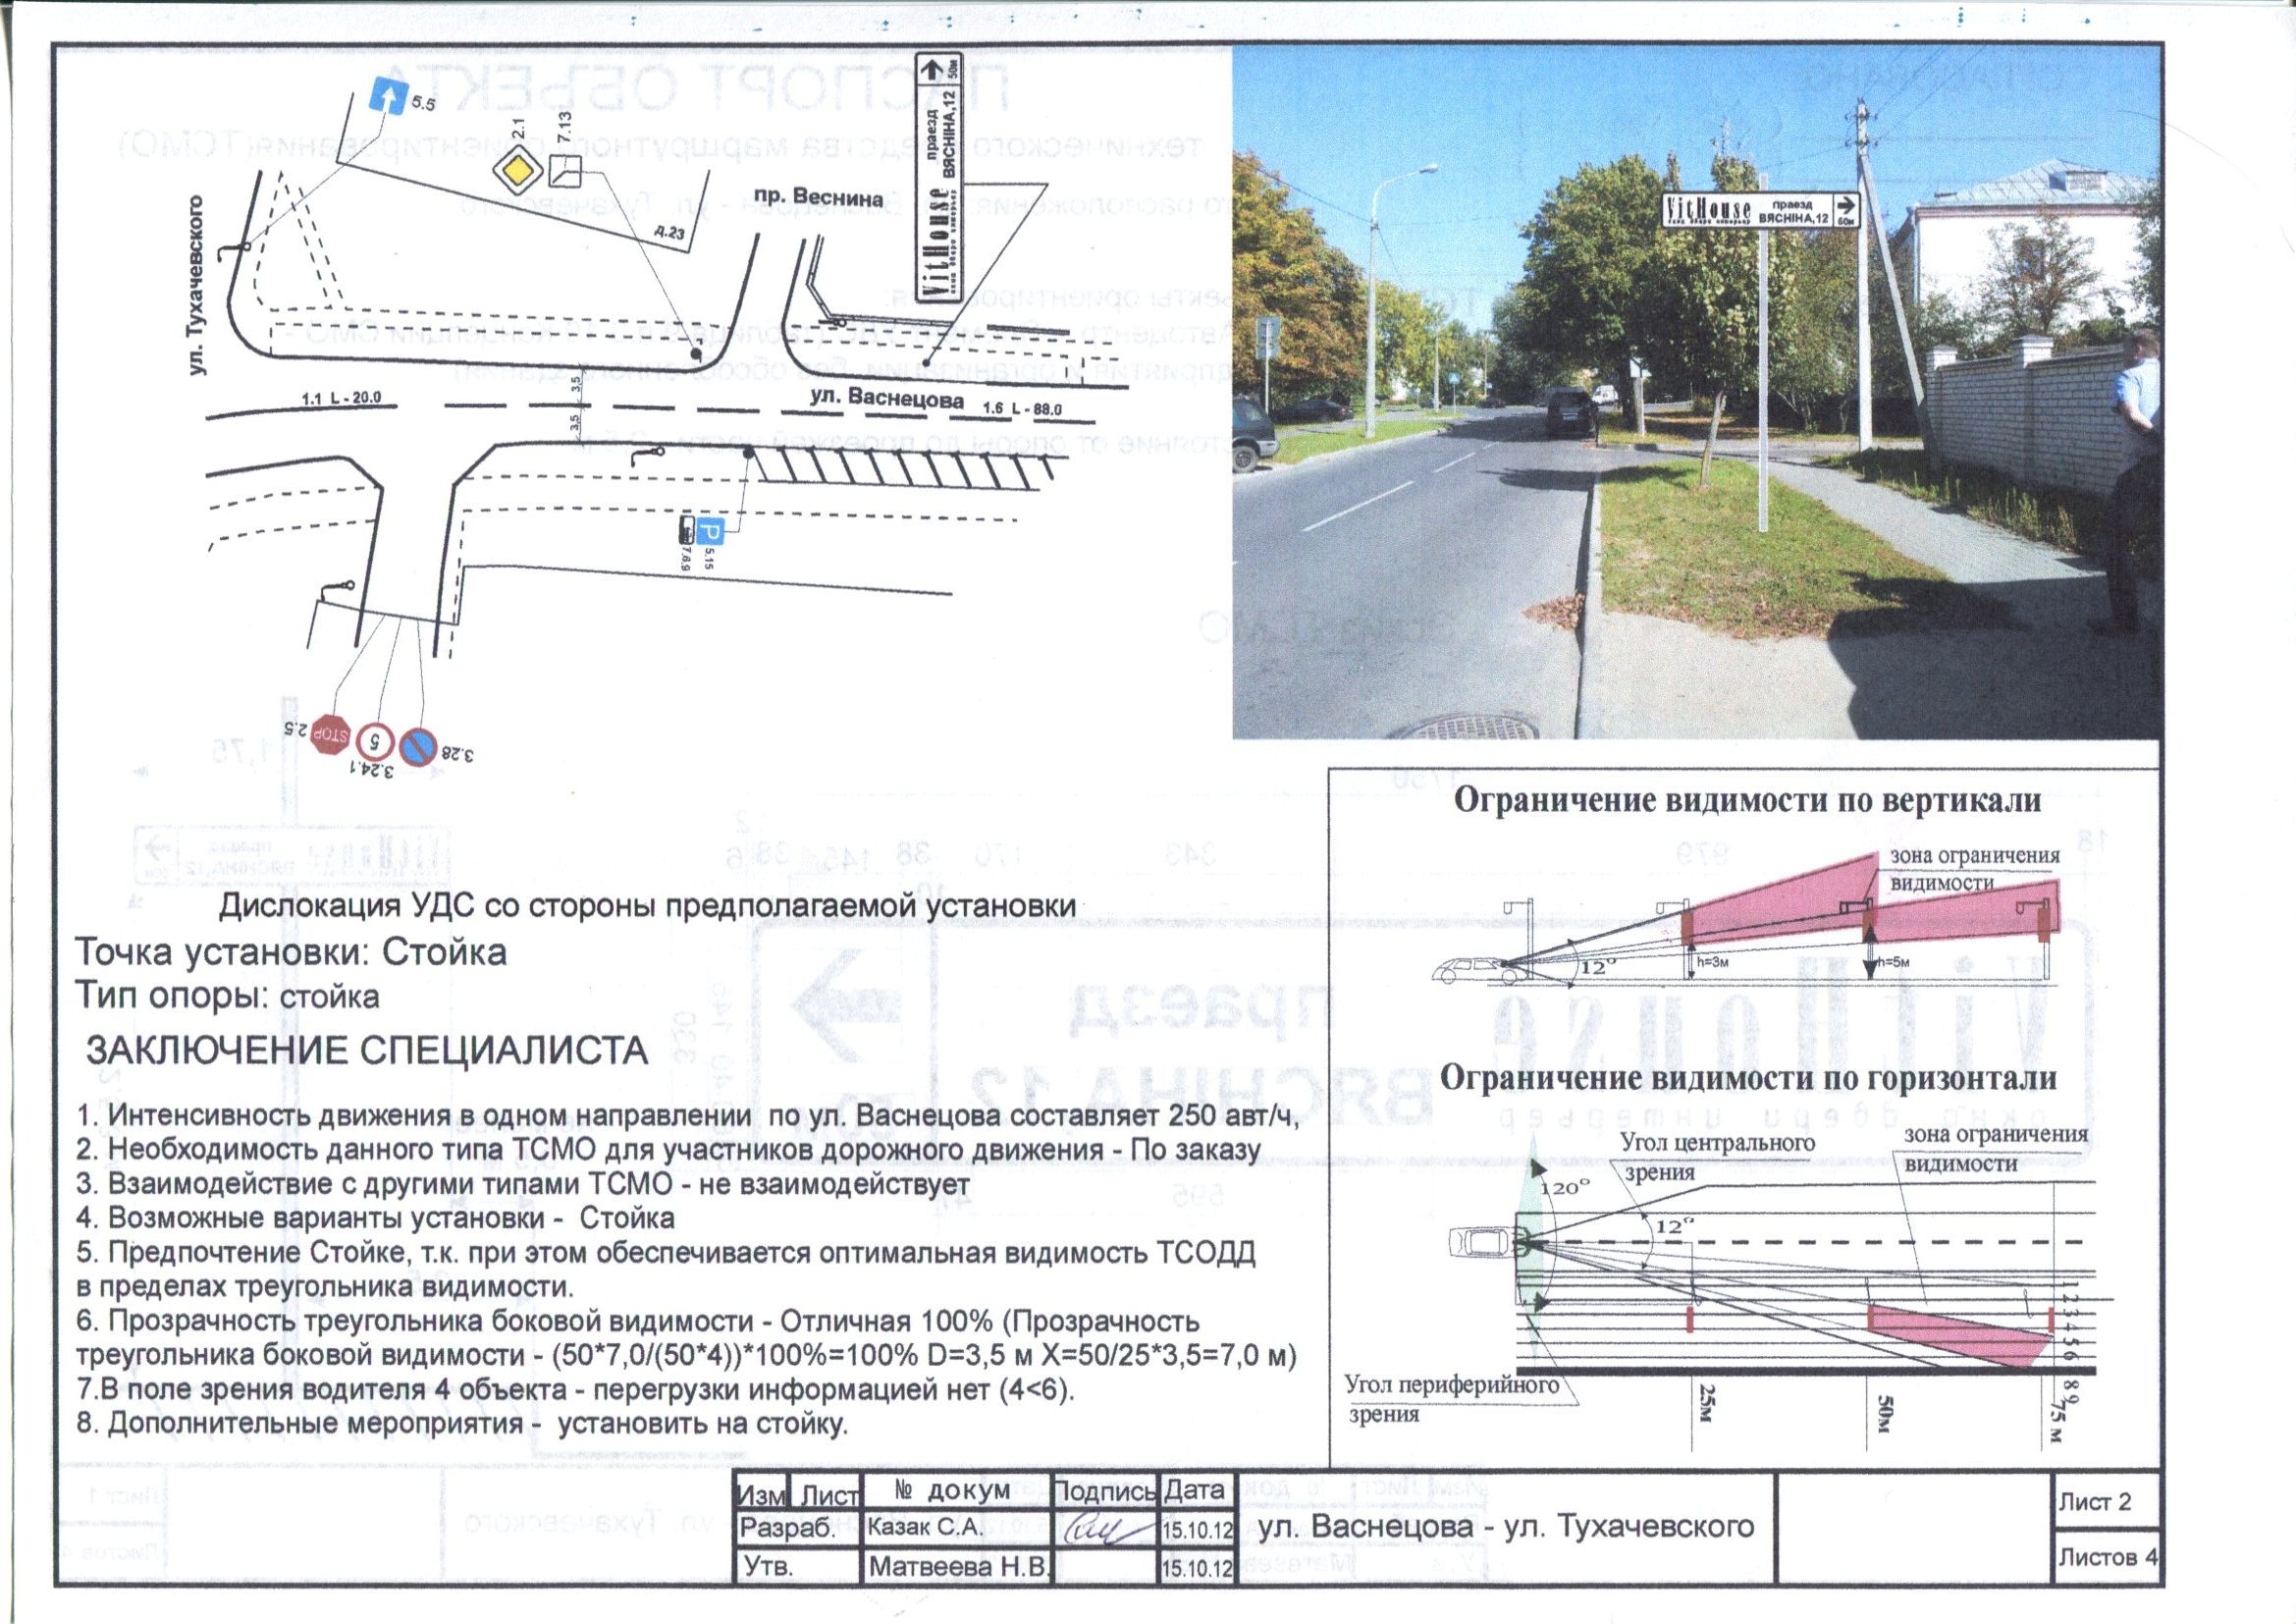 5.5
2.1
7.13
ул. Тухачевского
пр. Веснина
д.23
VitHouse
окна двери интерьер
праезд
ВЯСНІНА,12
50м
ул. Васнецова
1.1 L - 20.0
1.6 L - 88.0
3,5
3,5
P
5.15
7.6.9
STOP
2.5
5
3.24.1
3.28
VitHouse
окна двери интерьер
праезд
ВЯСНІНА,12
50м
Дислокация УДС со стороны предполагаемой установки
Точка установки: Стойка
Тип опоры: стойка
ЗАКЛЮЧЕНИЕ СПЕЦИАЛИСТА
1. Интенсивность движения в одном направлении по ул. Васнецова составляет 250 авт/ч,
2. Необходимость данного типа ТСМО для участников дорожного движения - По заказу
3. Взаимодействие с другими типами ТСМО - не взаимодействует
4. Возможные варианты установки - Стойка
5. Предпочтение Стойке, т.к. при этом обеспечивается оптимальная видимость ТСОДД
в пределах треугольника видимости.
6. Прозрачность треугольника боковой видимости - Отличная 100% (Прозрачность
треугольника боковой видимости - (50*7,0/(50*4))*100%=100% D=3,5 м X=50/25*3,5=7,0 м)
7.В поле зрения водителя 4 объекта - перегрузки информацией нет (4<6).
8. Дополнительные мероприятия - установить на стойку.
Ограничение видимости по вертикали
зона ограничения
видимости
12°
h=3м
h=5м
Ограничение видимости по горизонтали
Угол центрального
зрения
зона ограничения
видимости
120°
12°
1 2 3 4 5 6 8 9
Угол периферийного
зрения
25м
50м
75 м
Изм Лист № докум Подпись Дата
Разраб. Казак С.А. 15.10.12
Утв. Матвеева Н.В. 15.10.12
ул. Васнецова - ул. Тухачевского
Лист 2
Листов 4